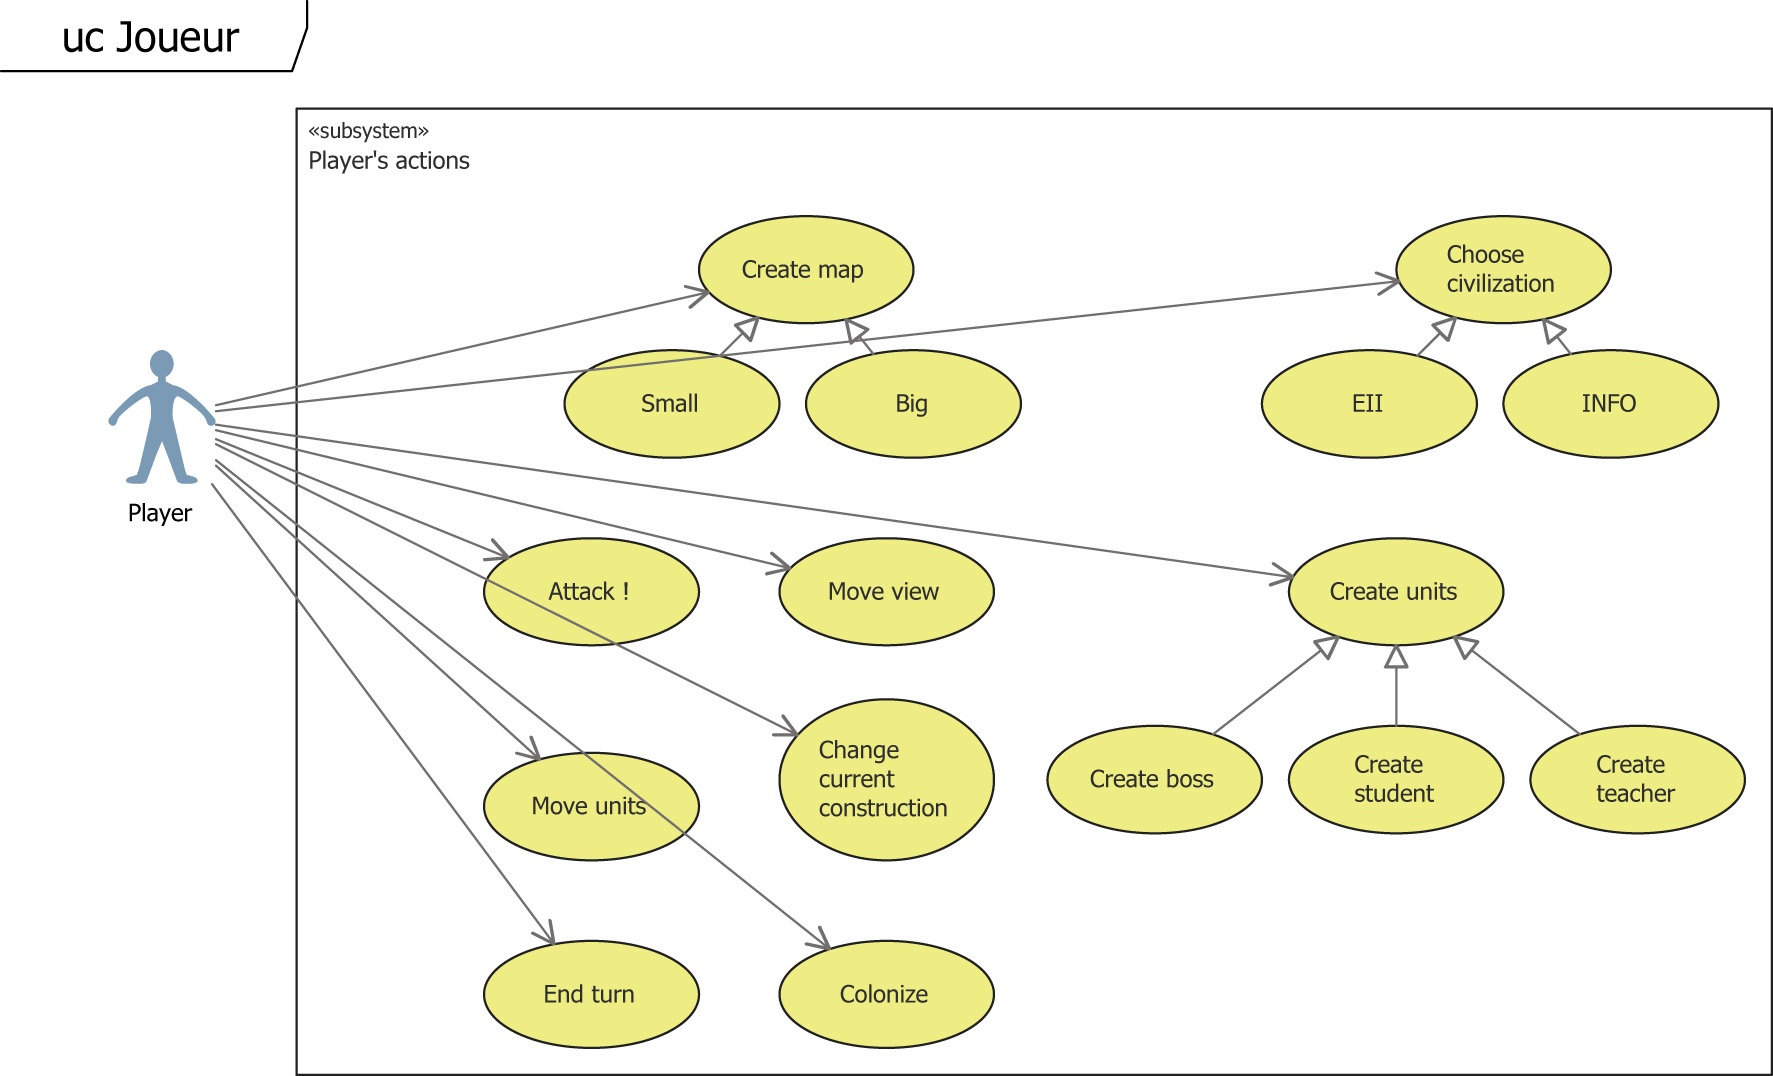 uc Joueur
«subsystem»
Player's actions
Create map
Choose
civilization
Small
Big
EII
INFO
Player
Attack !
Move view
Create units
Change
current
construction
Move units
Create boss
Create
student
Create
teacher
End turn
Colonize